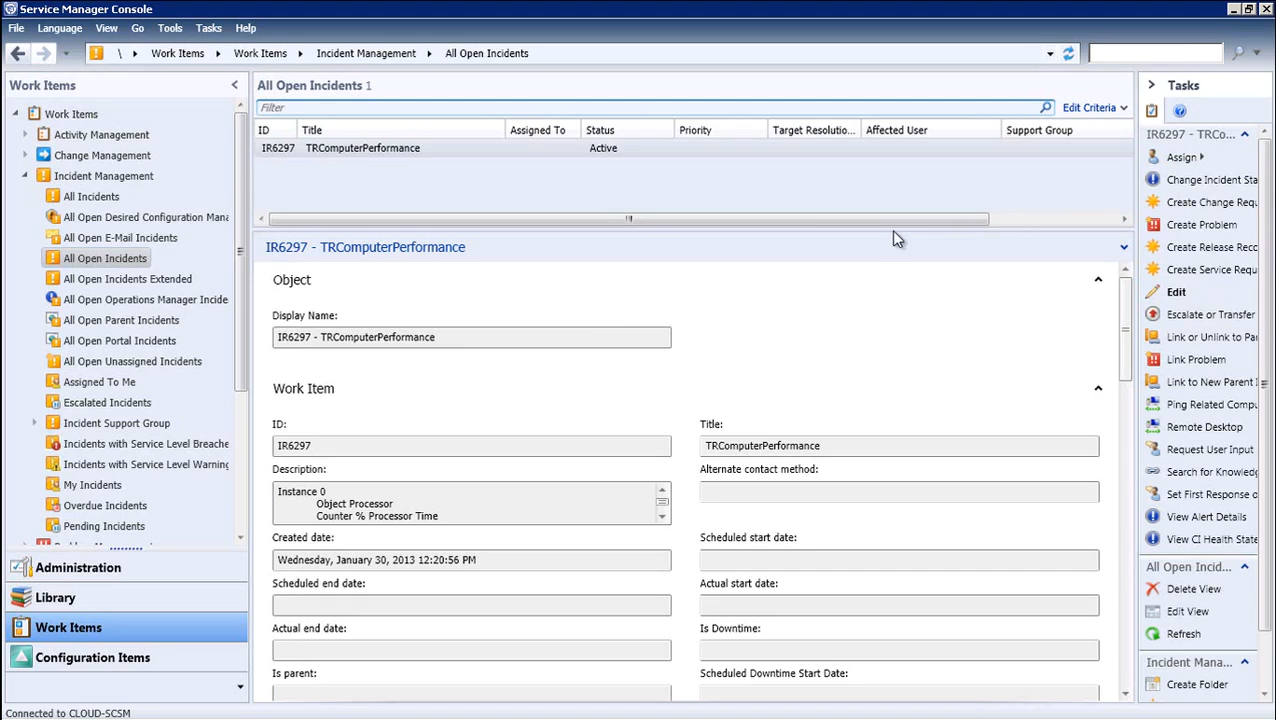 Service Manager Console
File Language View Go Tools Tasks Help
\ Work Items Work Items Incident Management All Open Incidents
Work Items
Work Items
Activity Management
Change Management
Incident Management
All Incidents
All Open Desired Configuration Mana
All Open E-Mail Incidents
All Open Incidents
All Open Incidents Extended
All Open Operations Manager Incide
All Open Parent Incidents
All Open Portal Incidents
All Open Unassigned Incidents
Assigned To Me
Escalated Incidents
Incident Support Group
Incidents with Service Level Breache
Incidents with Service Level Warning
My Incidents
Overdue Incidents
Pending Incidents
Administration
Library
Work Items
Configuration Items
All Open Incidents 1
Filter
Edit Criteria
ID Title Assigned To Status Priority Target Resolutio... Affected User Support Group
IR6297 TRComputerPerformance Active
IR6297 - TRComputerPerformance
Object
Display Name:
IR6297 - TRComputerPerformance
Work Item
ID: Title:
IR6297 TRComputerPerformance
Description: Alternate contact method:
Instance 0
Object Processor
Counter % Processor Time
Created date: Scheduled start date:
Wednesday, January 30, 2013 12:20:56 PM
Scheduled end date: Actual start date:
Actual end date: Is Downtime:
Is parent: Scheduled Downtime Start Date:
Tasks
IR6297 - TRCo...
Assign
Change Incident Sta
Create Change Requ
Create Problem
Create Release Reco
Create Service Requ
Edit
Escalate or Transfer
Link or Unlink to Pa
Link Problem
Link to New Parent I
Ping Related Compu
Remote Desktop
Request User Input
Search for Knowledg
Set First Response o
View Alert Details
View CI Health State
All Open Incid...
Delete View
Edit View
Refresh
Incident Mana...
Create Folder
Connected to CLOUD-SCSM